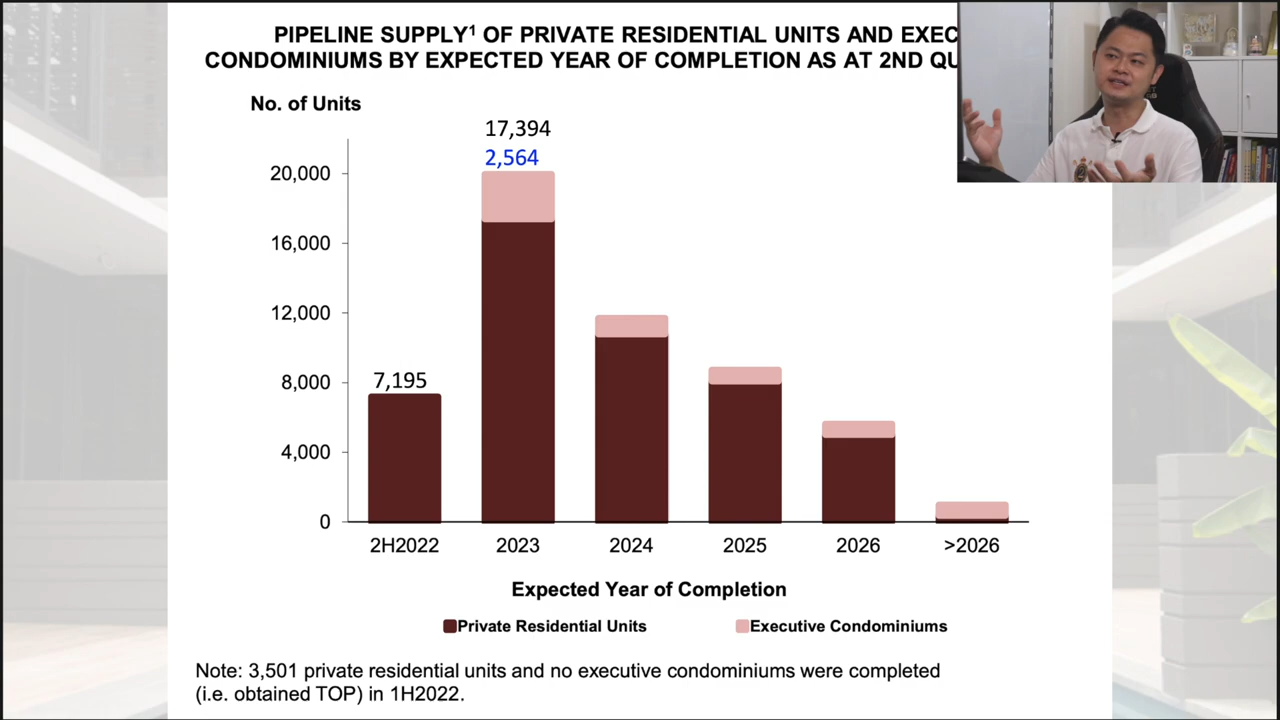 PIPELINE SUPPLY¹ OF PRIVATE RESIDENTIAL UNITS AND
CONDOMINIUMS BY EXPECTED YEAR OF COMPLETION AS AT 2ND
No. of Units
17,394
2,564
20,000
16,000
12,000
7,195
8,000
4,000
0
2H2022 2023 2024 2025 2026 >2026
Expected Year of Completion
Private Residential Units Executive Condominiums
Note: 3,501 private residential units and no executive condominiums were completed
(i.e. obtained TOP) in 1H2022.